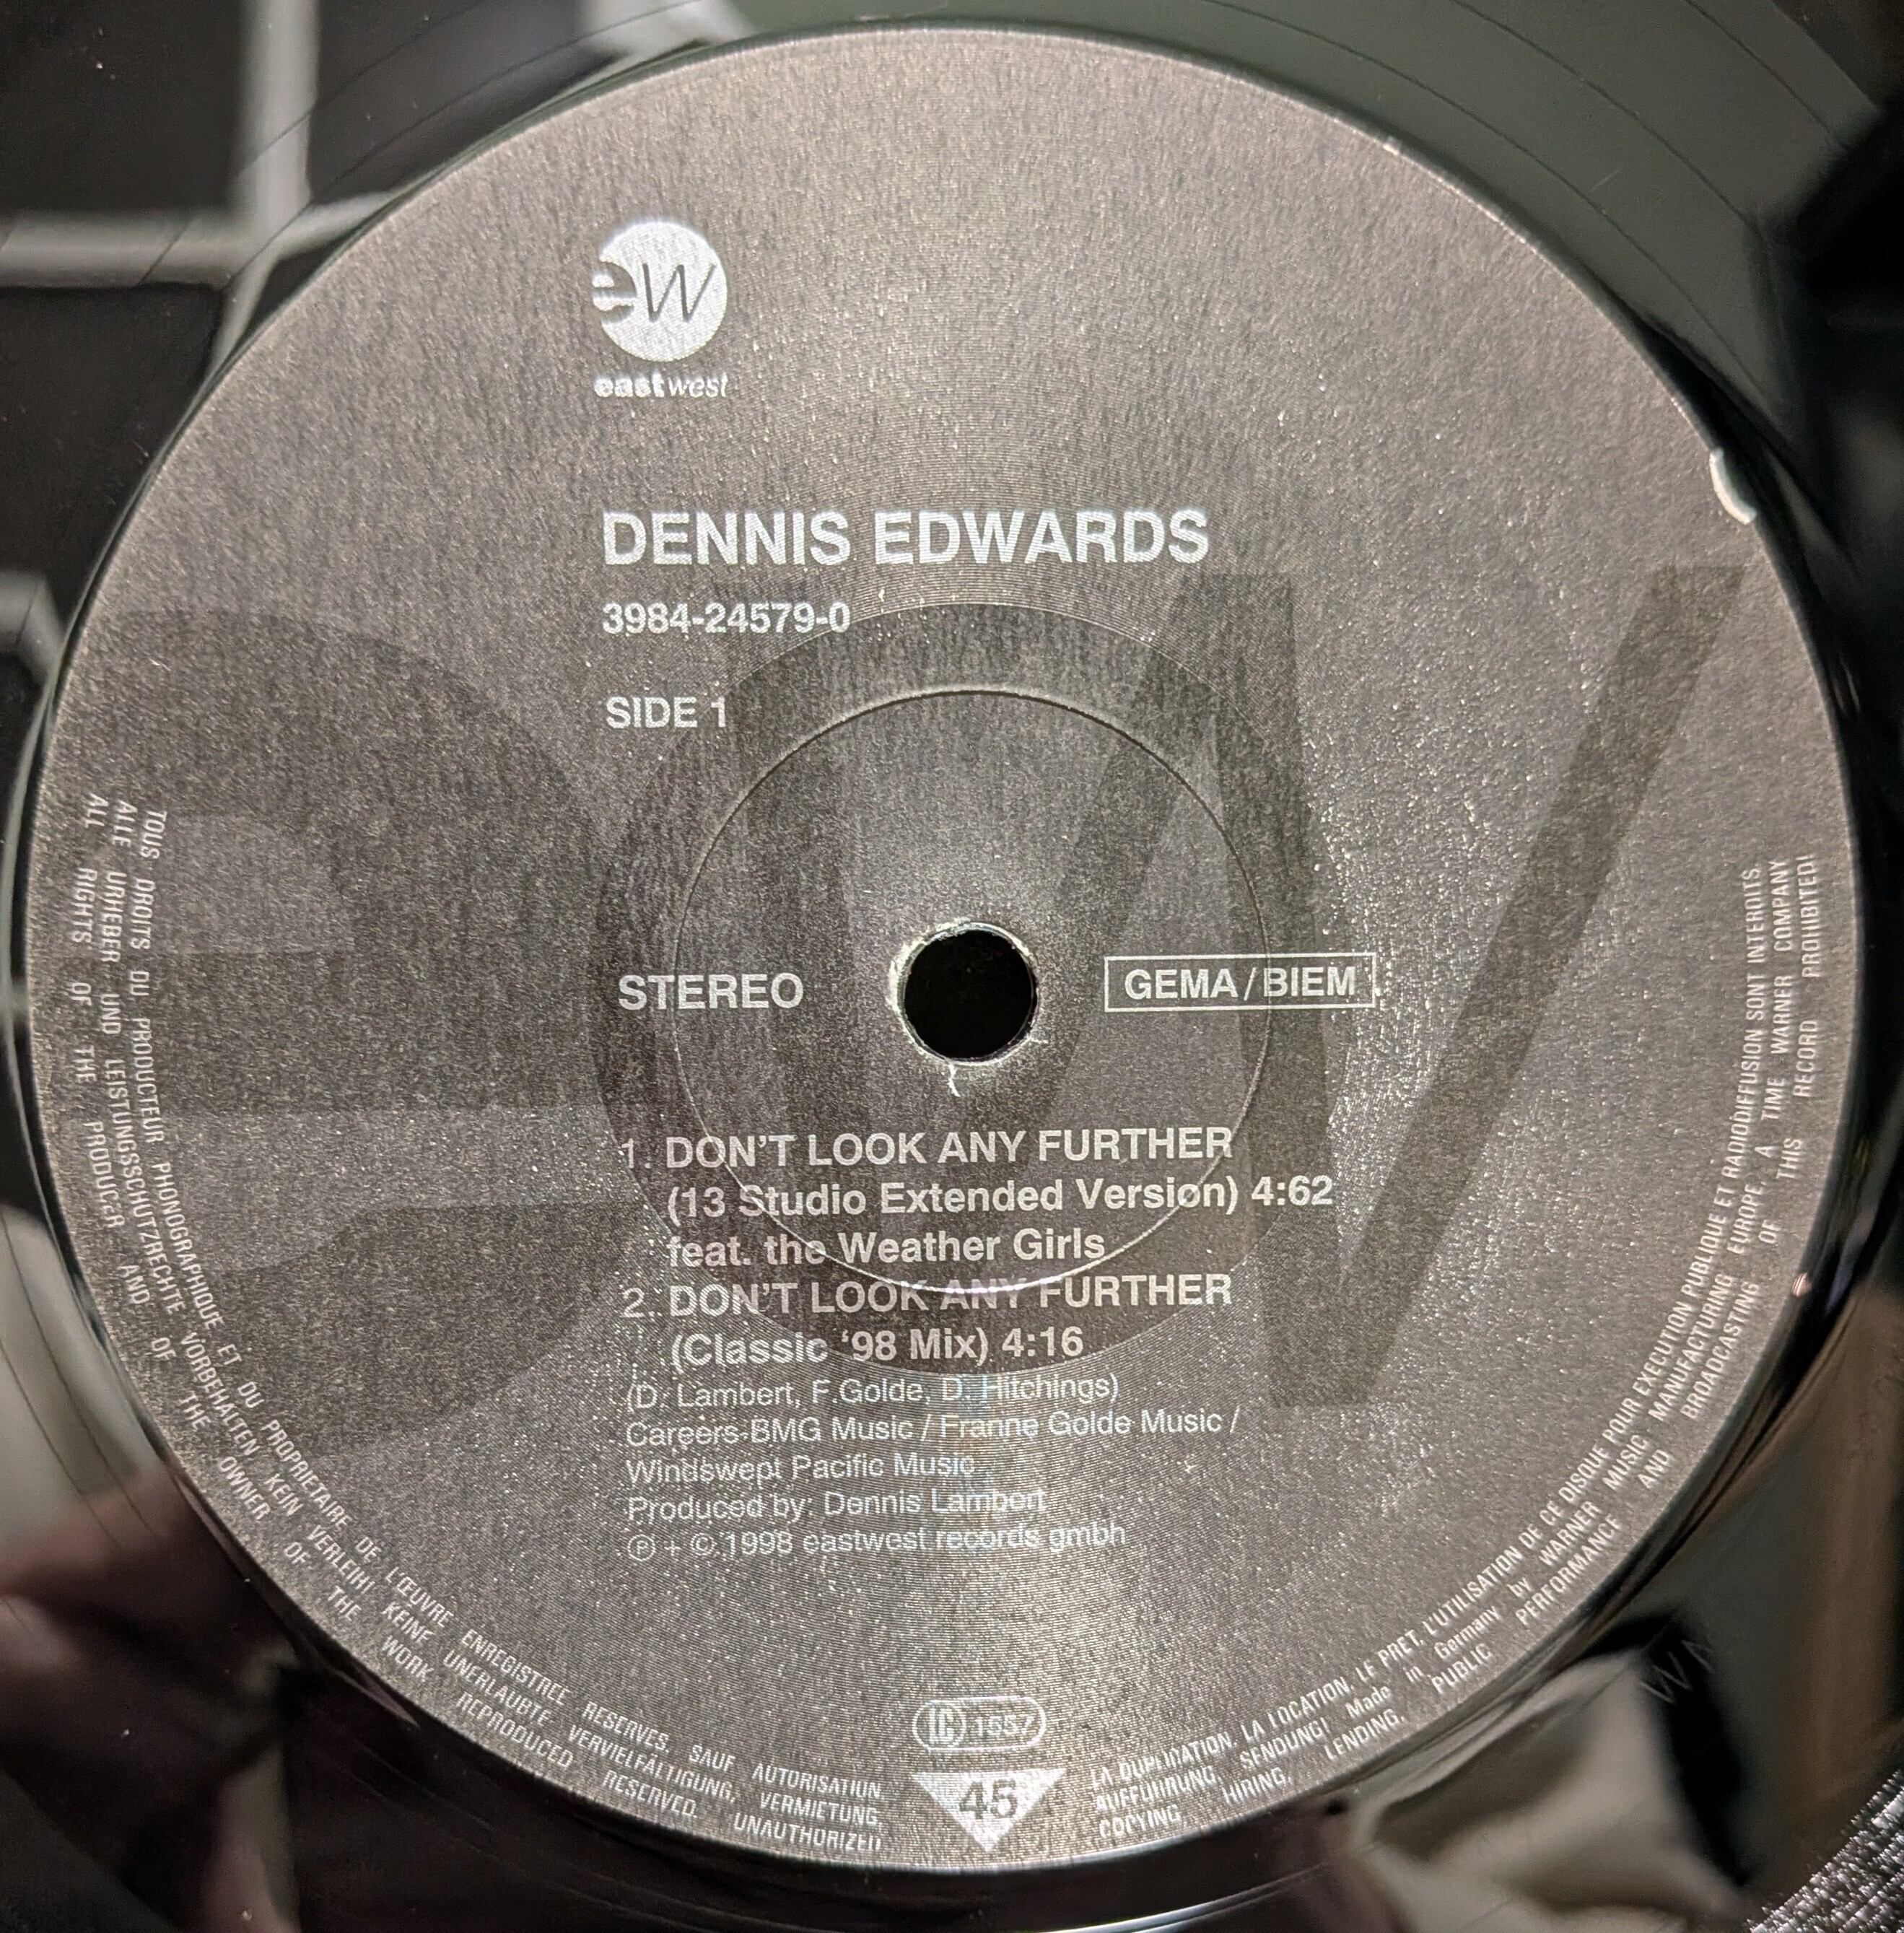 ew
eastwest
DENNIS EDWARDS
3984-24579-0
SIDE 1
STEREO
GEMA/BIEM
1. DON'T LOOK ANY FURTHER
(13 Studio Extended Version) 4:62
feat. the Weather Girls
2. DON'T LOOK ANY FURTHER
(Classic ‘98 Mix) 4:16
(D. Lambert, F.Golde, D. Hitchings)
Careers-BMG Music / Franne Golde Music /
Windswept Pacific Music
Produced by: Dennis Lambert
Ⓟ + © 1998 eastwest records gmbh
LC 1557
45
TOUS DROITS DU PRODUCTEUR PHONOGRAPHIQUE ET DU PROPRIETAIRE DE L'ŒUVRE ENREGISTREE RESERVES. SAUF AUTORISATION LA DUPLICATION, LA LOCATION, LE PRET, L'UTILISATION DE CE DISQUE POUR EXECUTION PUBLIQUE ET RADIODIFFUSION SONT INTERDITS.
ALLE URHEBER UND LEISTUNGSSCHUTZRECHTE VORBEHALTEN KEIN VERLEIH! KEINE UNERLAUBTE VERVIELFÄLTIGUNG, VERMIETUNG, AUFFÜHRUNG, SENDUNG! Made in Germany by WARNER MUSIC MANUFACTURING EUROPE, A TIME WARNER COMPANY
ALL RIGHTS OF THE PRODUCER AND OF THE OWNER OF THE WORK REPRODUCED RESERVED. UNAUTHORIZED COPYING, HIRING, LENDING, PUBLIC PERFORMANCE AND BROADCASTING OF THIS RECORD PROHIBITED!